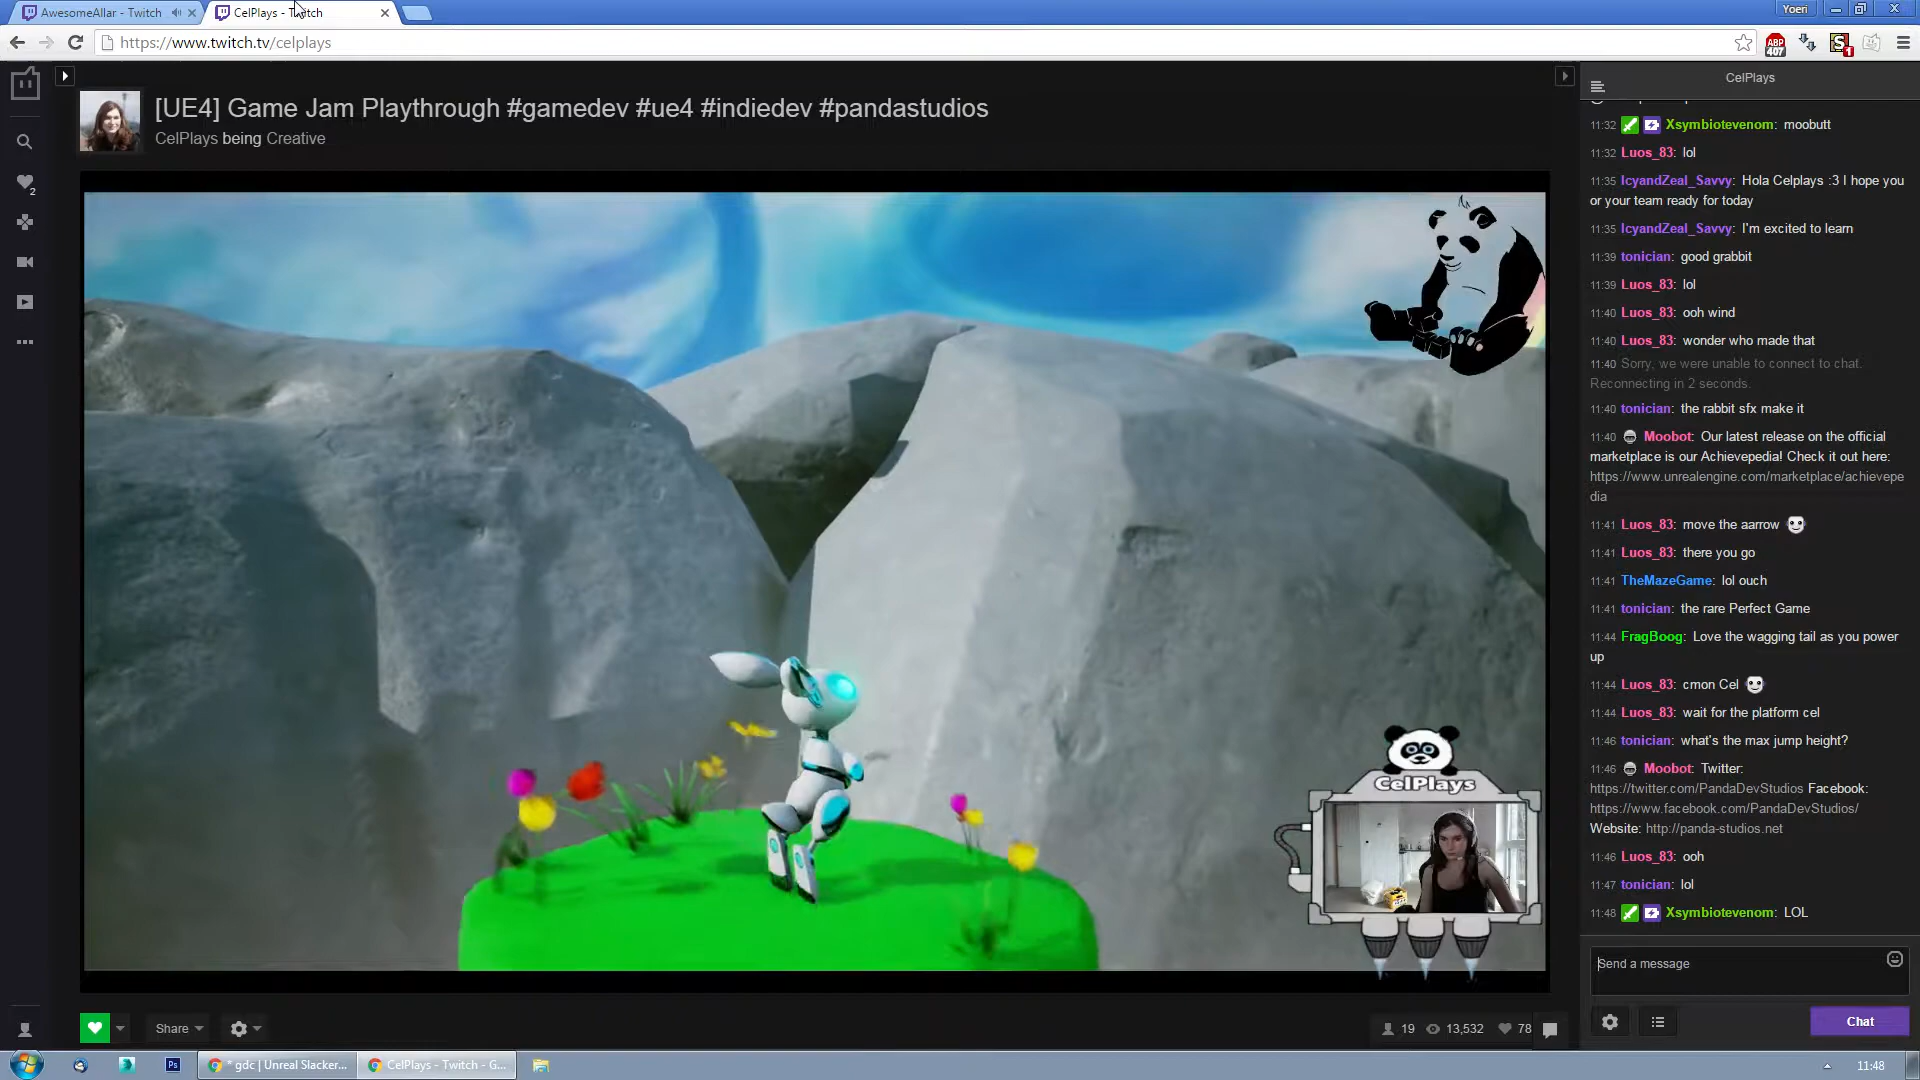 AwesomeAllar - Twitch
CelPlays - Twitch
Yoeri
https://www.twitch.tv/celplays
ABP
407
S
1
2
[UE4] Game Jam Playthrough #gamedev #ue4 #indiedev #pandastudios
CelPlays being Creative
CelPlays
Share
19
13,532
78
CelPlays
11:32 Xsymbiotevenom: moobutt
11:32 Luos_83: lol
11:35 IcyandZeal_Savvy: Hola Celplays :3 I hope you
or your team ready for today
11:35 IcyandZeal_Savvy: I'm excited to learn
11:39 tonician: good grabbit
11:39 Luos_83: lol
11:40 Luos_83: ooh wind
11:40 Luos_83: wonder who made that
11:40 Sorry, we were unable to connect to chat.
Reconnecting in 2 seconds.
11:40 tonician: the rabbit sfx make it
11:40 Moobot: Our latest release on the official
marketplace is our Achievepedia! Check it out here:
https://www.unrealengine.com/marketplace/achievepe
dia
11:41 Luos_83: move the aarrow
11:41 Luos_83: there you go
11:41 TheMazeGame: lol ouch
11:41 tonician: the rare Perfect Game
11:44 FragBoog: Love the wagging tail as you power
up
11:44 Luos_83: cmon Cel
11:44 Luos_83: wait for the platform cel
11:46 tonician: what's the max jump height?
11:46 Moobot: Twitter:
https://twitter.com/PandaDevStudios Facebook:
https://www.facebook.com/PandaDevStudios/
Website: http://panda-studios.net
11:46 Luos_83: ooh
11:47 tonician: lol
11:48 Xsymbiotevenom: LOL
Send a message
Chat
Ps
* gdc | Unreal Slacker...
CelPlays - Twitch - G...
11:48